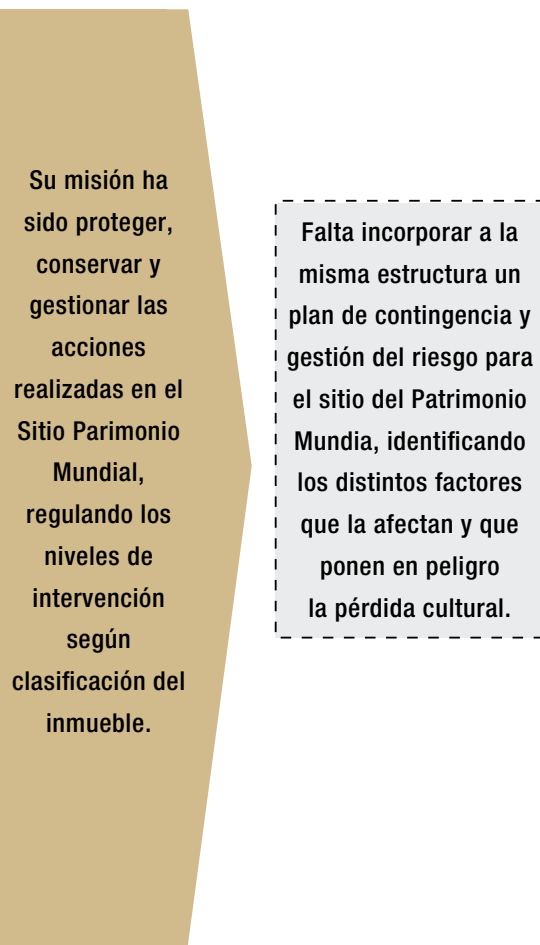 Su misión ha
sido proteger,
conservar y
gestionar las
acciones
realizadas en el
Sitio Parimonio
Mundial,
regulando los
niveles de
intervención
según
clasificación del
inmueble.
Falta incorporar a la
misma estructura un
plan de contingencia y
gestión del riesgo para
el sitio del Patrimonio
Mundia, identificando
los distintos factores
que la afectan y que
ponen en peligro
la pérdida cultural.